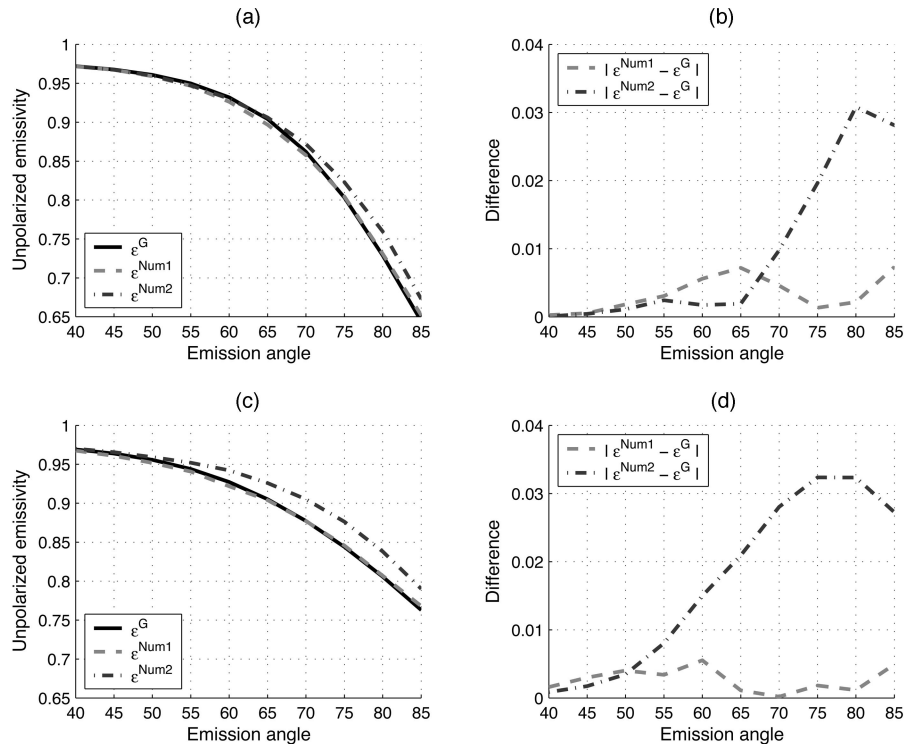 (a)
1
0.95
0.9
0.85
0.8
0.75
0.7
0.65
Unpolarized emissivity
ε^G
ε^Num1
ε^Num2
40 45 50 55 60 65 70 75 80 85
Emission angle
(b)
0.04
0.03
0.02
0.01
0
Difference
| ε^Num1 − ε^G |
| ε^Num2 − ε^G |
40 45 50 55 60 65 70 75 80 85
Emission angle
(c)
1
0.95
0.9
0.85
0.8
0.75
0.7
0.65
Unpolarized emissivity
ε^G
ε^Num1
ε^Num2
40 45 50 55 60 65 70 75 80 85
Emission angle
(d)
0.04
0.03
0.02
0.01
0
Difference
| ε^Num1 − ε^G |
| ε^Num2 − ε^G |
40 45 50 55 60 65 70 75 80 85
Emission angle